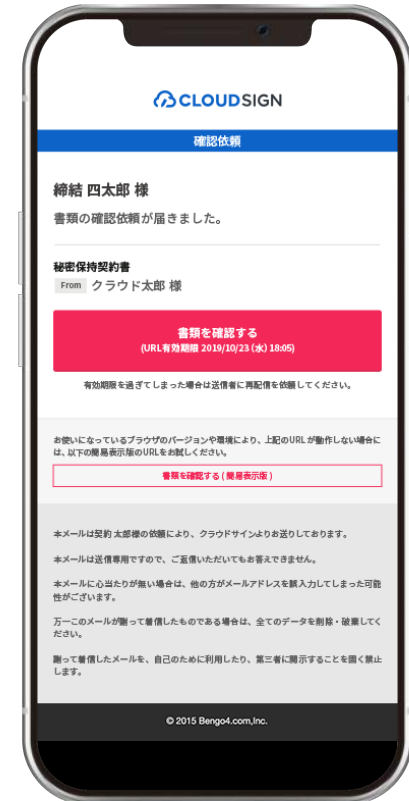 CLOUDSIGN
確認依頼
締結 四太郎 様
書類の確認依頼が届きました。
秘密保持契約書
From クラウド太郎 様
書類を確認する
(URL有効期限 2019/10/23 (水) 18:05)
有効期限を過ぎてしまった場合は送信者に再配信を依頼してください。
お使いになっているブラウザのバージョンや環境により、上記のURLが動作しない場合に
は、以下の簡易表示版のURLをお試しください。
書類を確認する ( 簡易表示版 )
本メールは契約 太郎様の依頼により、クラウドサインよりお送りしております。
本メールは送信専用ですので、ご返信いただいてもお答えできません。
本メールに心当たりが無い場合は、他の方がメールアドレスを誤入力してしまった可能
性がございます。
万一このメールが謝って着信したものである場合は、全てのデータを削除・破棄してく
ださい。
謝って着信したメールを、自己のために利用したり、第三者に開示することを固く禁止
します。
© 2015 Bengo4.com,Inc.